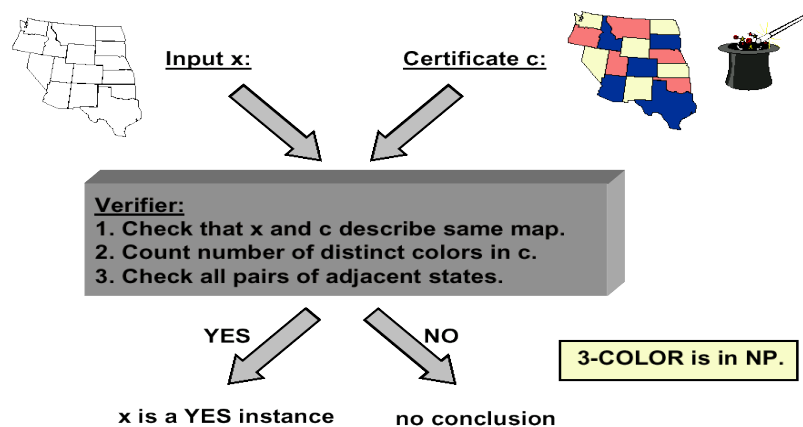 Input x:
Certificate c:
Verifier:
1. Check that x and c describe same map.
2. Count number of distinct colors in c.
3. Check all pairs of adjacent states.
YES
NO
3-COLOR is in NP.
x is a YES instance
no conclusion